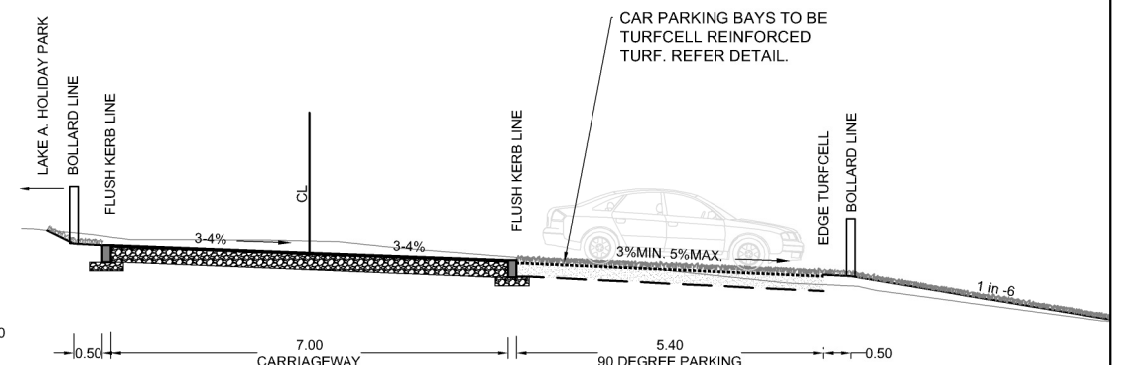 CAR PARKING BAYS TO BE
TURFCELL REINFORCED
TURF. REFER DETAIL.
LAKE A. HOLIDAY PARK
BOLLARD LINE
FLUSH KERB LINE
CL
FLUSH KERB LINE
EDGE TURFCELL
BOLLARD LINE
3-4%
3-4%
3%MIN. 5%MAX.
1 in -6
0
0.50
7.00
CARRIAGEWAY
5.40
90 DEGREE PARKING
0.50